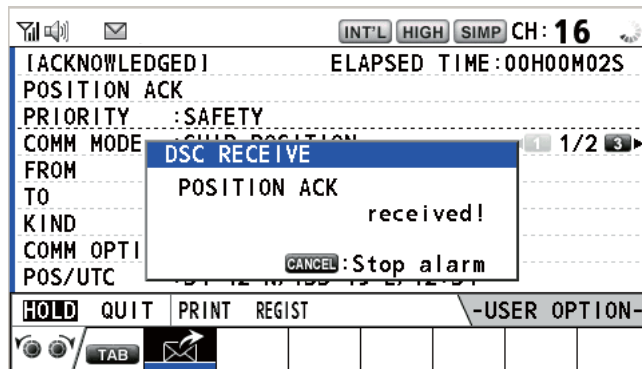 INT'L HIGH SIMP CH: 16
[ACKNOWLEDGED] ELAPSED TIME:00H00M02S
POSITION ACK
PRIORITY :SAFETY
COMM MODE 1 1/2 3
DSC RECEIVE
FROM
POSITION ACK
TO
received!
KIND
COMM OPTI
CANCEL:Stop alarm
POS/UTC
HOLD QUIT PRINT REGIST -USER OPTION-
TAB